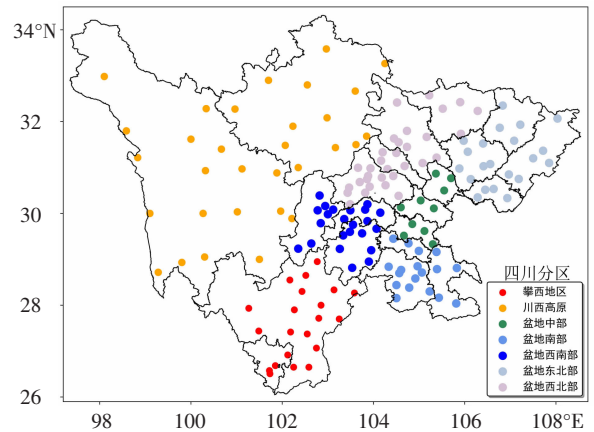 34°N
32
30
28
26
98
100
102
104
106
108°E
四川分区
攀西地区
川西高原
盆地中部
盆地南部
盆地西南部
盆地东北部
盆地西北部